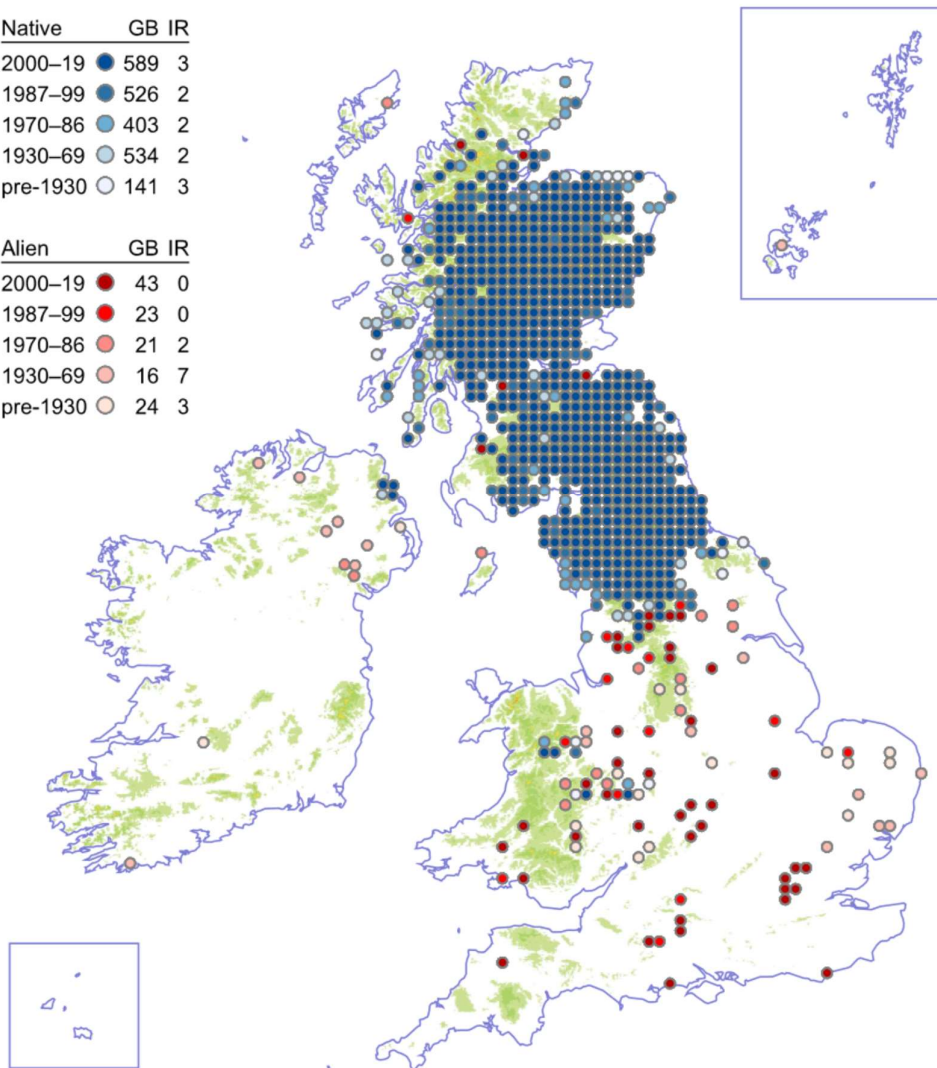 Native GB IR
2000–19 589 3
1987–99 526 2
1970–86 403 2
1930–69 534 2
pre-1930 141 3
Alien GB IR
2000–19 43 0
1987–99 23 0
1970–86 21 2
1930–69 16 7
pre-1930 24 3